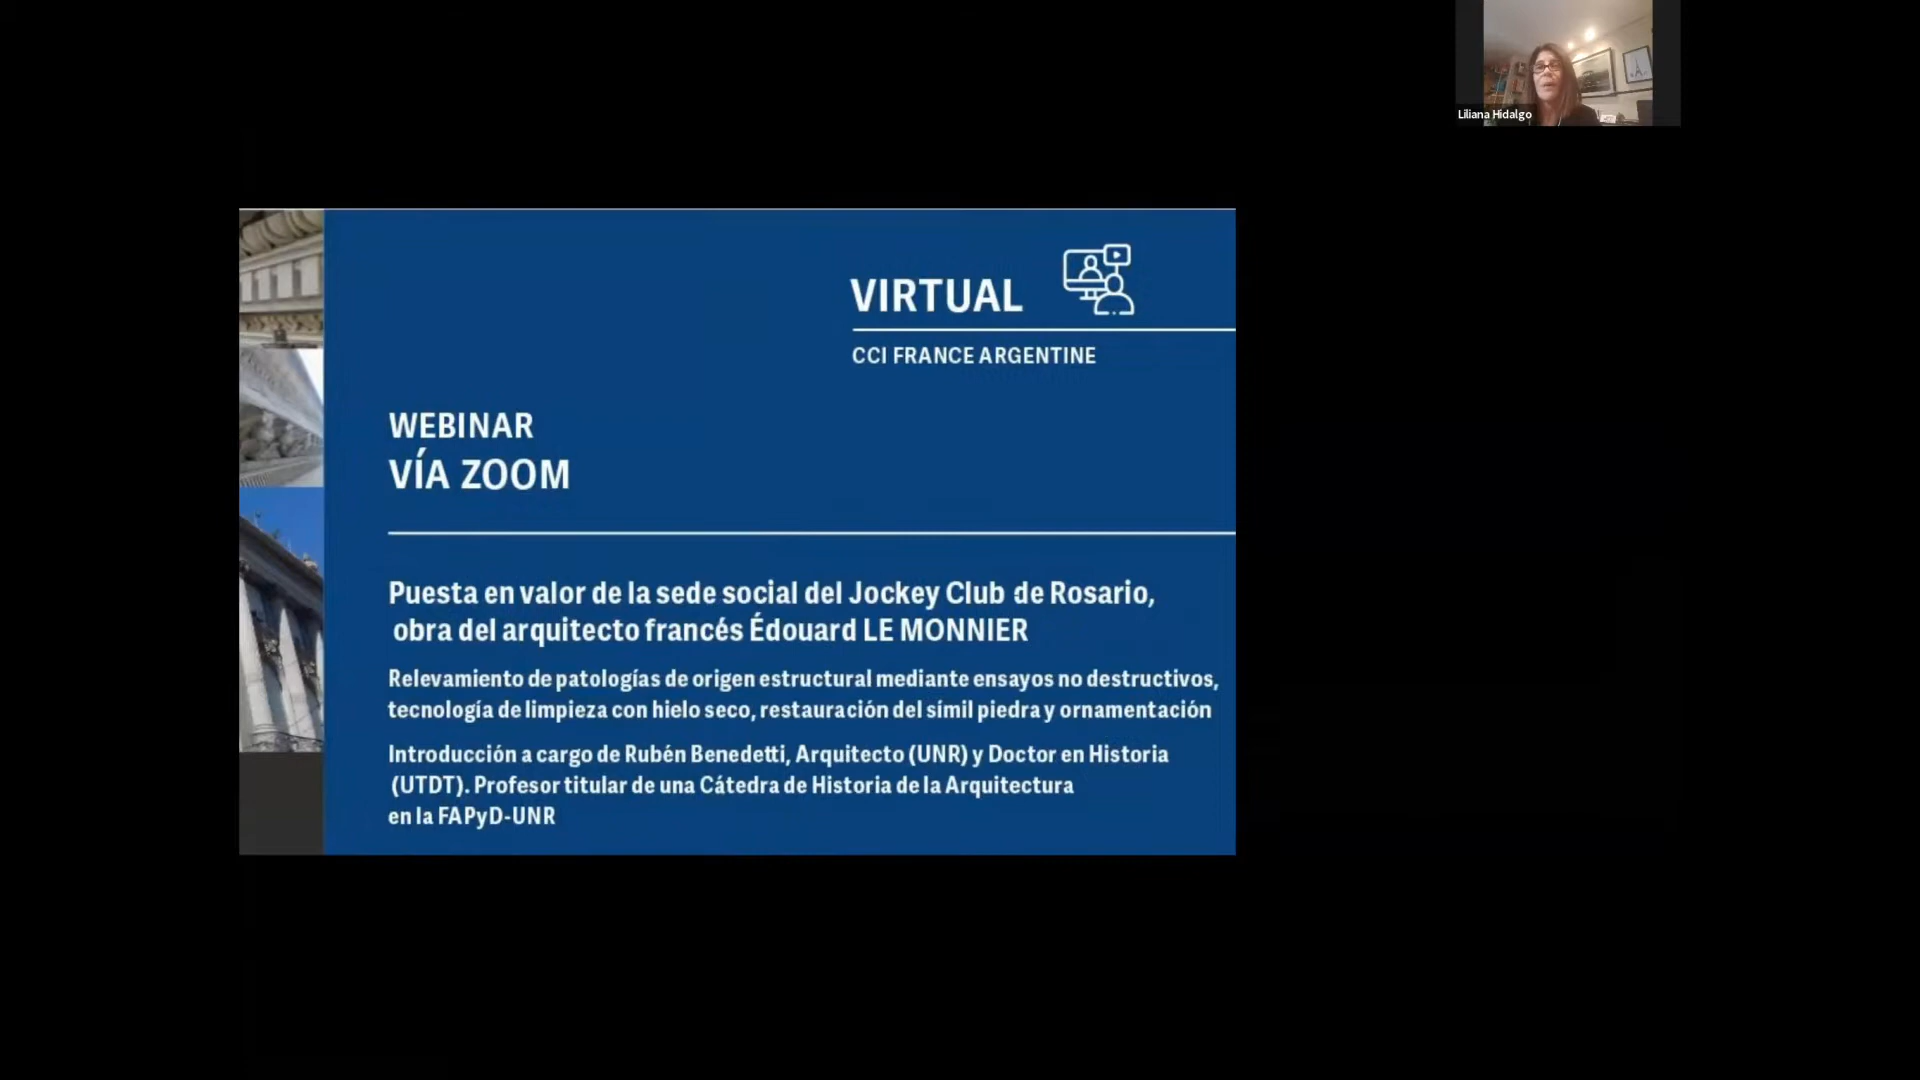 Liliana Hidalgo
VIRTUAL
CCI FRANCE ARGENTINE
WEBINAR
VÍA ZOOM
Puesta en valor de la sede social del Jockey Club de Rosario,
obra del arquitecto francés Édouard LE MONNIER
Relevamiento de patologías de origen estructural mediante ensayos no destructivos,
tecnología de limpieza con hielo seco, restauración del símil piedra y ornamentación
Introducción a cargo de Rubén Benedetti, Arquitecto (UNR) y Doctor en Historia
(UTDT). Profesor titular de una Cátedra de Historia de la Arquitectura
en la FAPyD-UNR